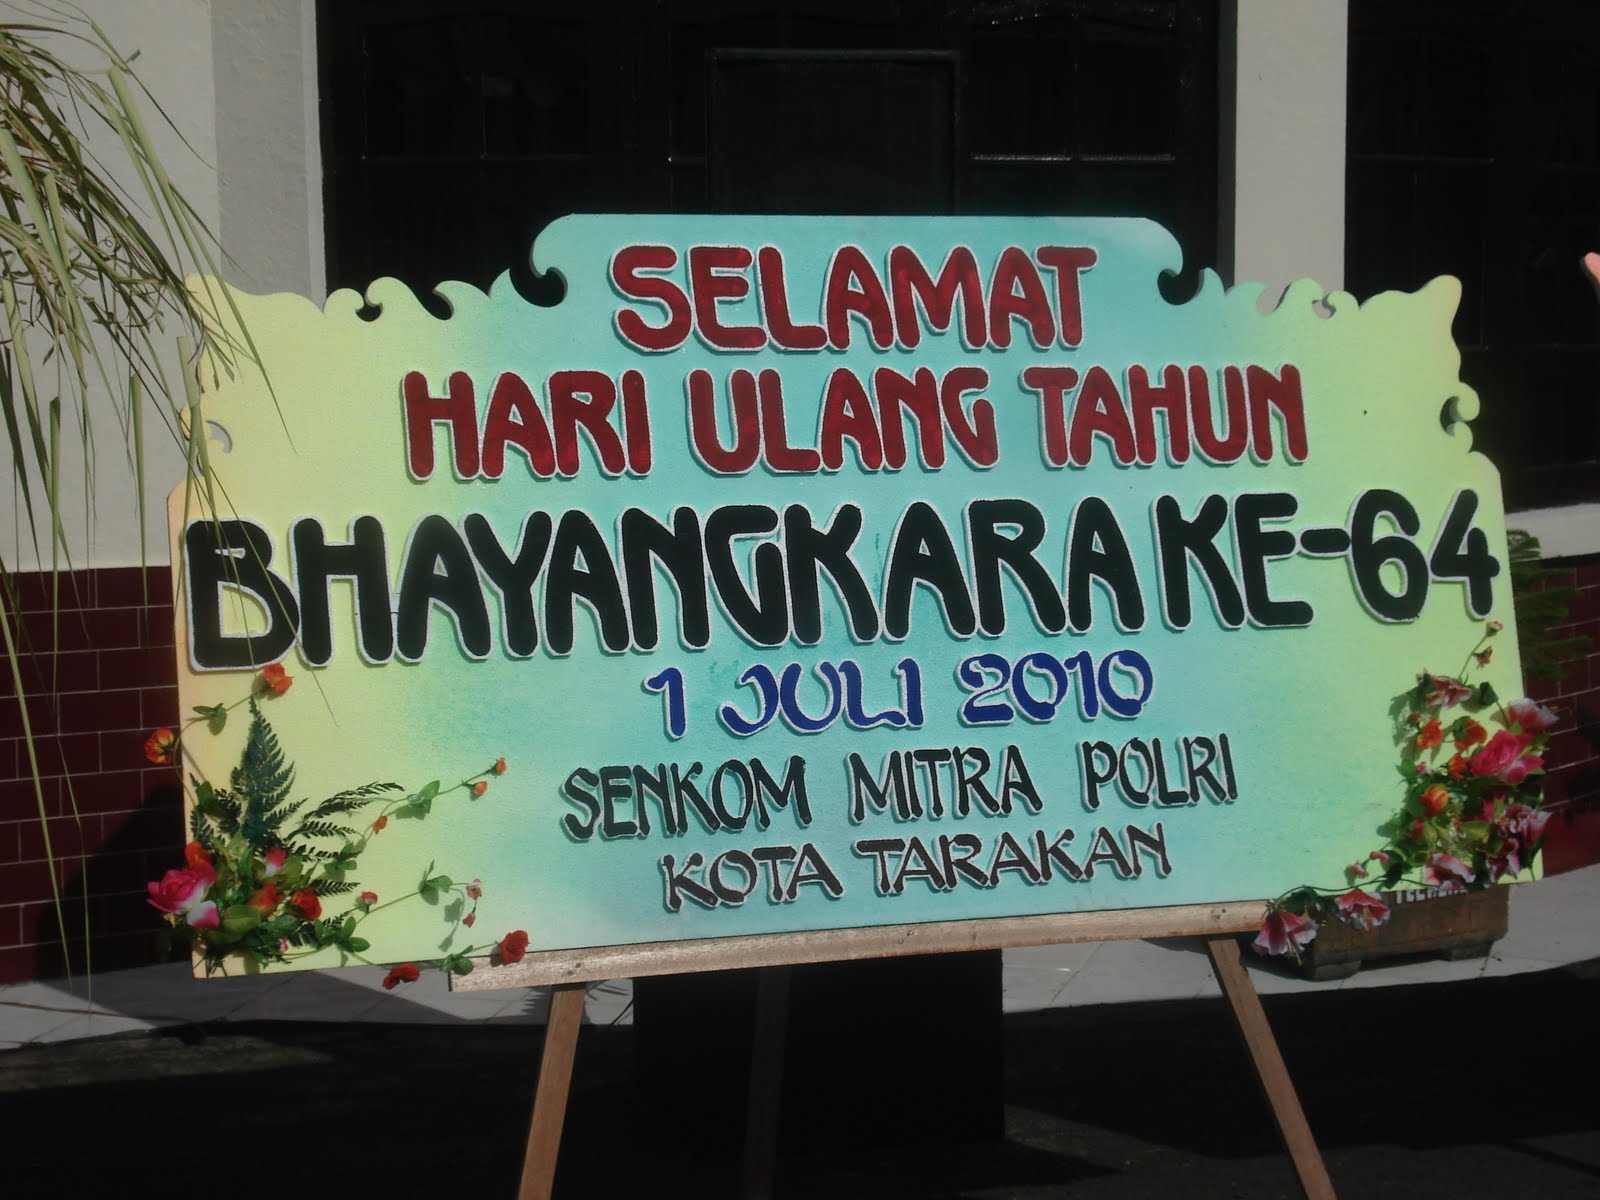 SELAMAT
HARI ULANG TAHUN
BHAYANGKARA KE-64
1 JULI 2010
SENKOM MITRA POLRI
KOTA TARAKAN